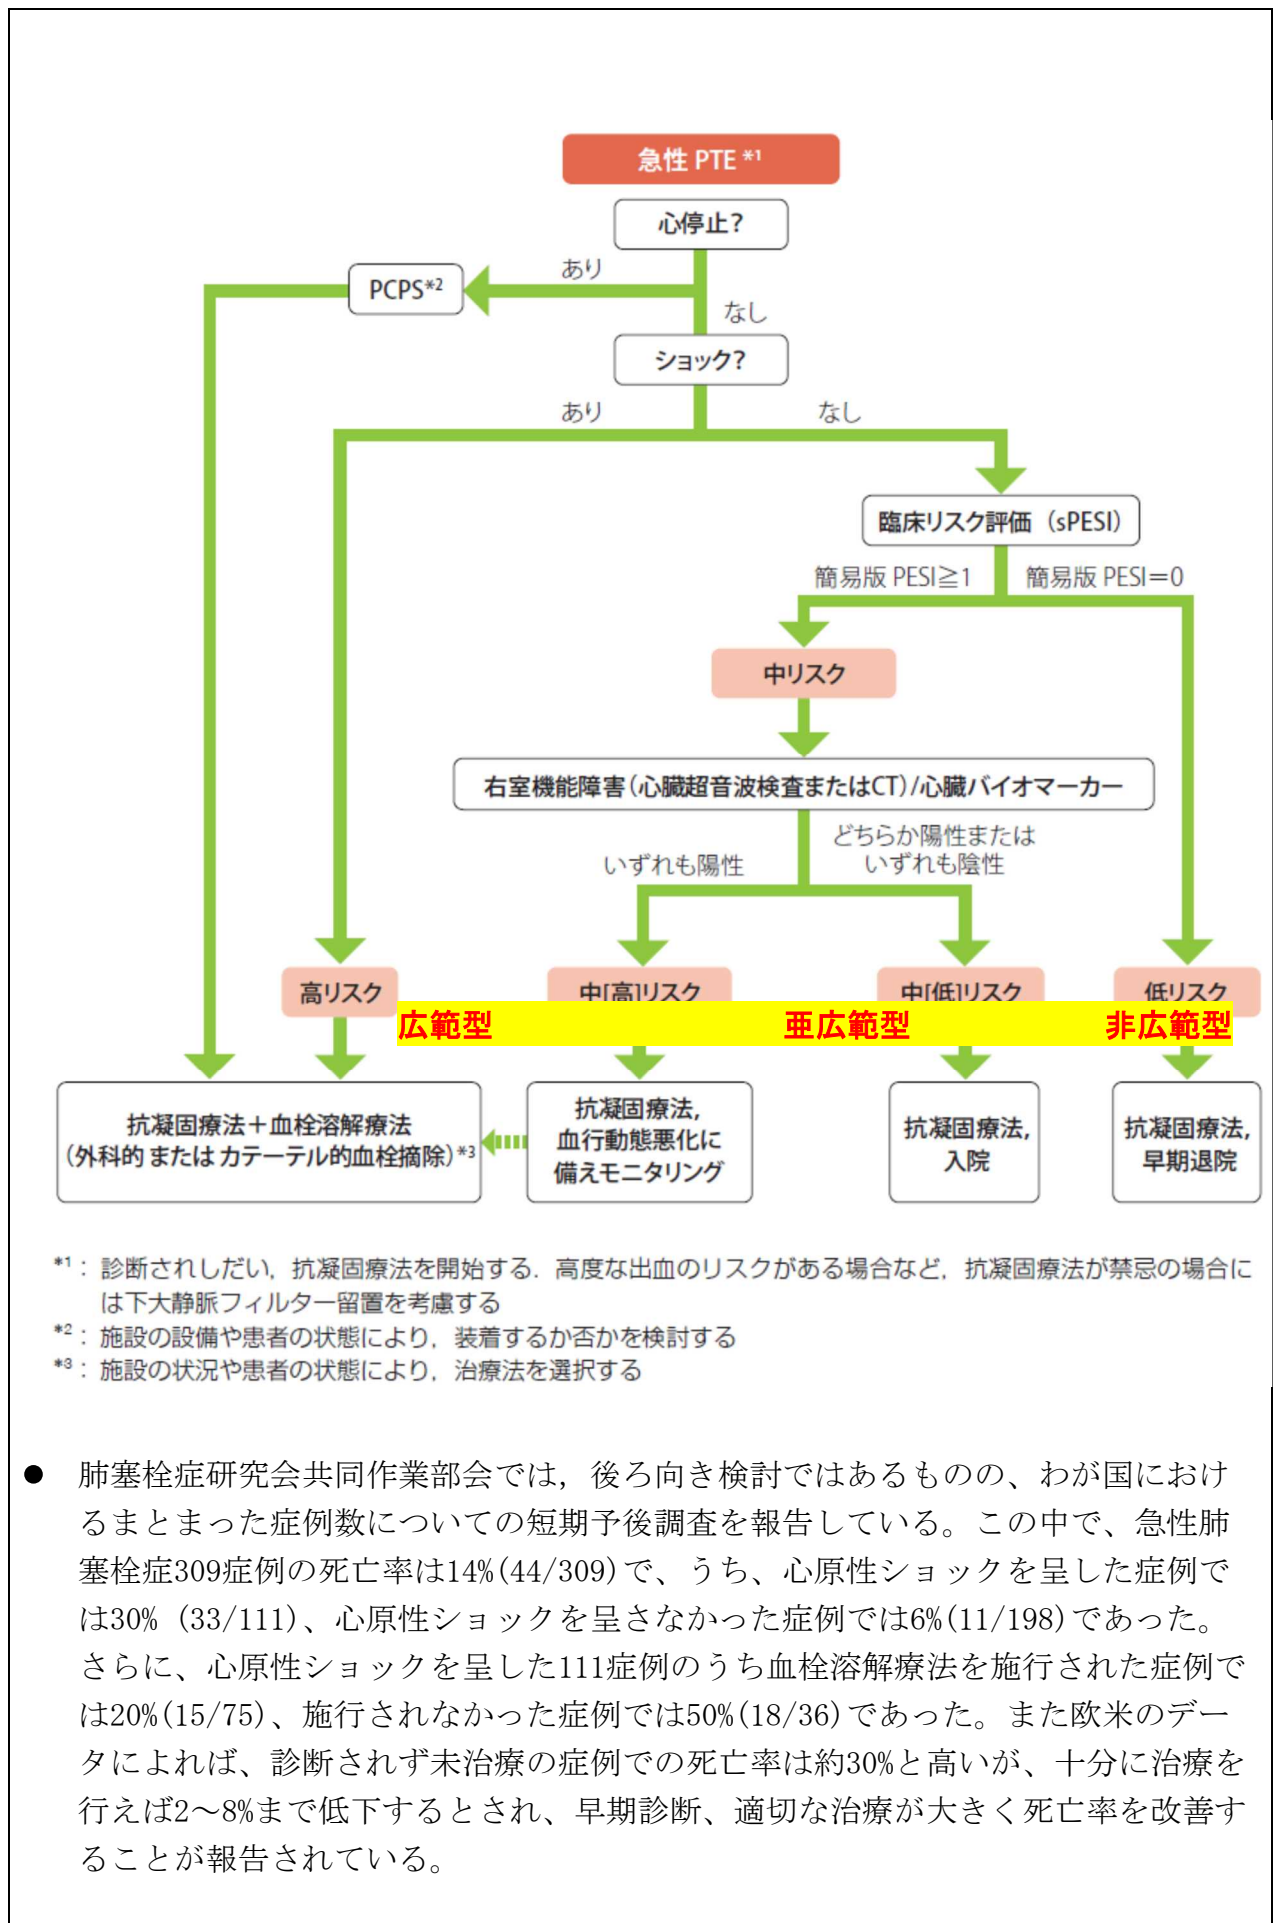 急性 PTE *1
心停止?
あり
PCPS*2
なし
ショック?
あり
なし
臨床リスク評価（sPESI）
簡易版 PESI≧1
簡易版 PESI＝0
中リスク
右室機能障害（心臓超音波検査またはCT）/心臓バイオマーカー
どちらか陽性または
いずれも陰性
いずれも陽性
高リスク
中[高]リスク
中[低]リスク
低リスク
広範型
亜広範型
非広範型
抗凝固療法＋血栓溶解療法
（外科的 または カテーテル的血栓摘除）*3
抗凝固療法，
血行動態悪化に
備えモニタリング
抗凝固療法，
入院
抗凝固療法，
早期退院
*1：診断されしだい，抗凝固療法を開始する．高度な出血のリスクがある場合など，抗凝固療法が禁忌の場合に
は下大静脈フィルター留置を考慮する
*2：施設の設備や患者の状態により，装着するか否かを検討する
*3：施設の状況や患者の状態により，治療法を選択する
● 肺塞栓症研究会共同作業部会では，後ろ向き検討ではあるものの、わが国におけ
るまとまった症例数についての短期予後調査を報告している。この中で、急性肺
塞栓症309症例の死亡率は14%(44/309)で、うち、心原性ショックを呈した症例で
は30% (33/111)、心原性ショックを呈さなかった症例では6%(11/198)であった。
さらに、心原性ショックを呈した111症例のうち血栓溶解療法を施行された症例で
は20%(15/75)、施行されなかった症例では50%(18/36)であった。また欧米のデー
タによれば、診断されず未治療の症例での死亡率は約30%と高いが、十分に治療を
行えば2～8%まで低下するとされ、早期診断、適切な治療が大きく死亡率を改善す
ることが報告されている。